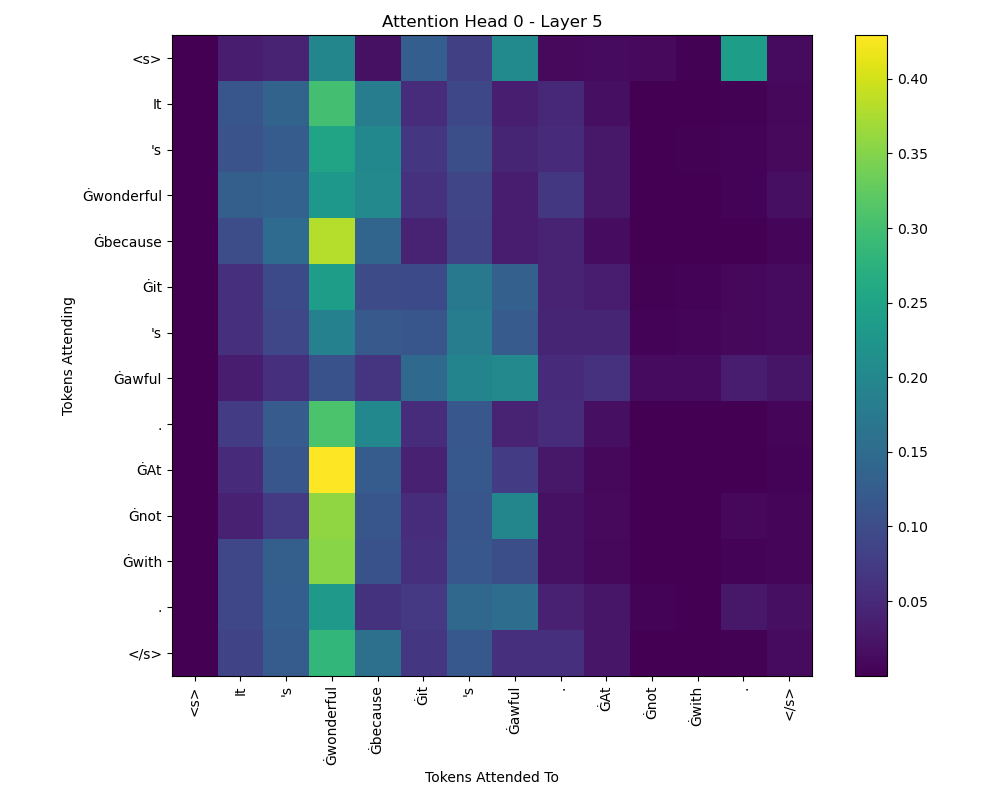 Attention Head 0 - Layer 5
Tokens Attending
<s>
It
's
Ġwonderful
Ġbecause
Ġit
's
Ġawful
.
ĠAt
Ġnot
Ġwith
.
</s>
<s>
It
's
Ġwonderful
Ġbecause
Ġit
's
Ġawful
.
ĠAt
Ġnot
Ġwith
.
</s>
Tokens Attended To
0.40
0.35
0.30
0.25
0.20
0.15
0.10
0.05